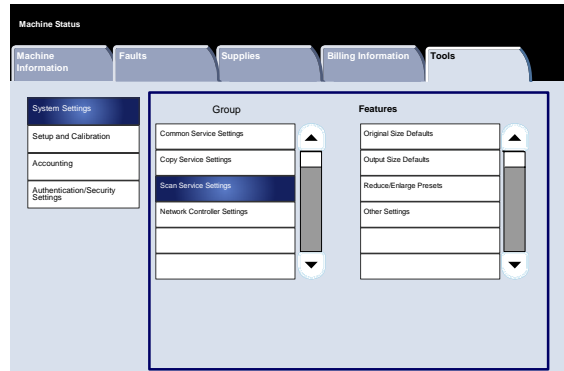 Machine Status
Machine
Information
Faults
Supplies
Billing Information
Tools
System Settings
Setup and Calibration
Accounting
Authentication/Security
Settings
Group
Common Service Settings
Copy Service Settings
Scan Service Settings
Network Controller Settings
Features
Original Size Defaults
Output Size Defaults
Reduce/Enlarge Presets
Other Settings